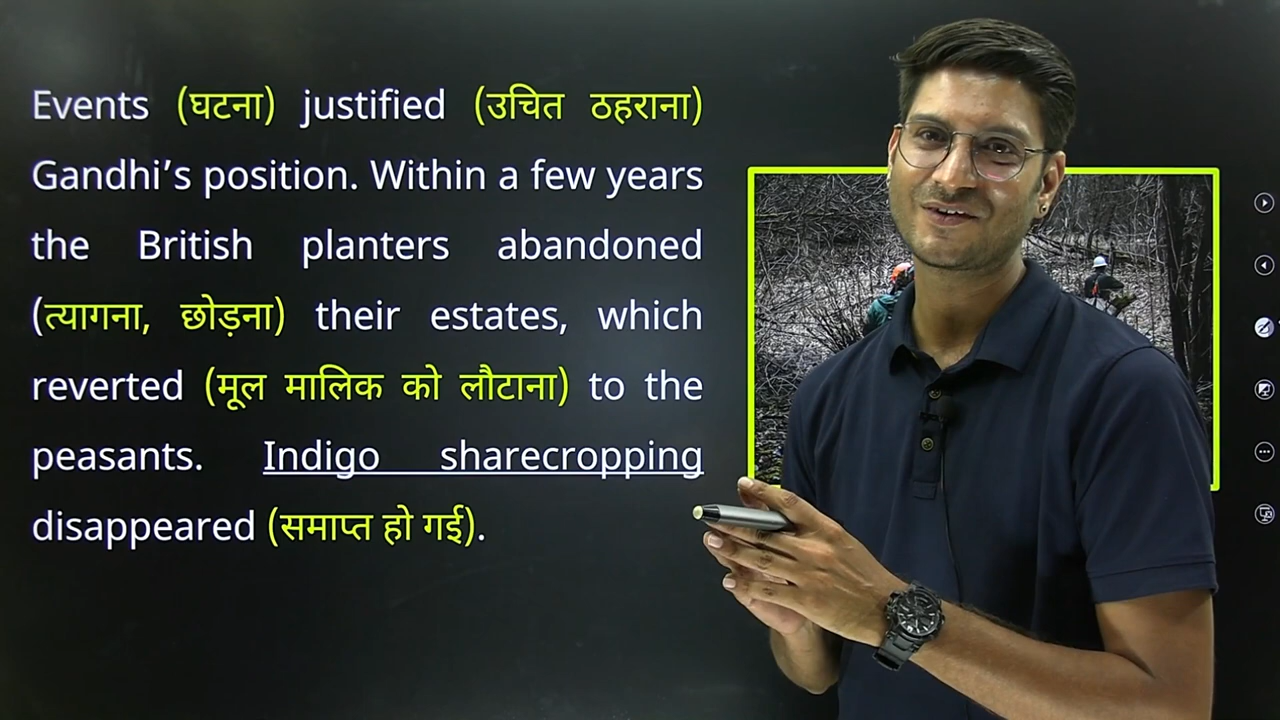 Events (घटना) justified (उचित ठहराना)
Gandhi’s position. Within a few years
the British planters abandoned
(त्यागना, छोड़ना) their estates, which
reverted (मूल मालिक को लौटाना) to the
peasants. Indigo sharecropping
disappeared (समाप्त हो गई).